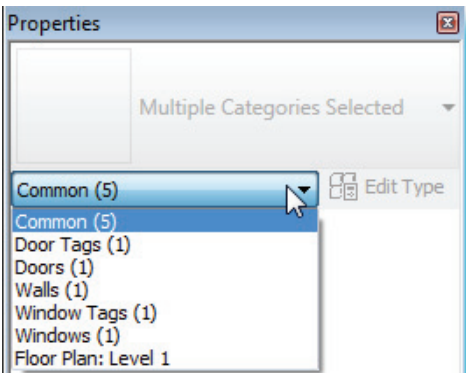 Properties
Multiple Categories Selected
Common (5)
Edit Type
Common (5)
Door Tags (1)
Doors (1)
Walls (1)
Window Tags (1)
Windows (1)
Floor Plan: Level 1